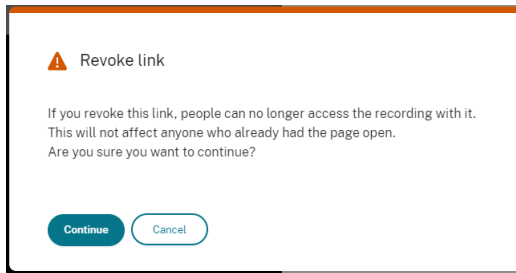 Revoke link
If you revoke this link, people can no longer access the recording with it.
This will not affect anyone who already had the page open.
Are you sure you want to continue?
Continue
Cancel